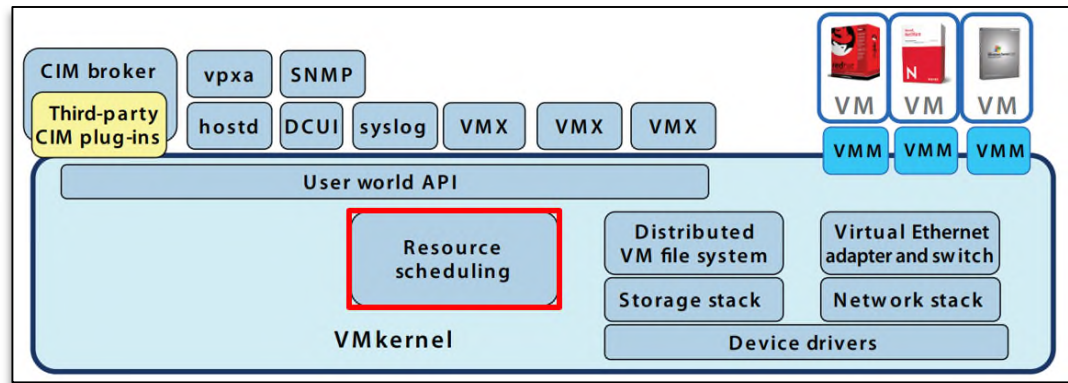 CIM broker
Third-party
CIM plug-ins
vpxa
SNMP
hostd
DCUI
syslog
VMX
VMX
VMX
N
VM
VM
VM
VMM
VMM
VMM
User world API
Resource
scheduling
Distributed
VM file system
Virtual Ethernet
adapter and switch
Storage stack
Network stack
VMkernel
Device drivers